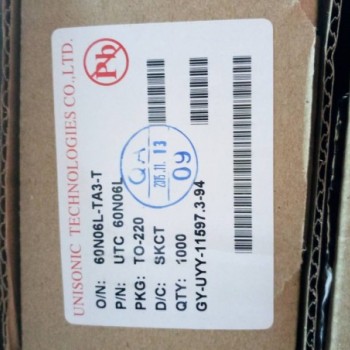 UNISONIC TECHNOLOGIES CO.,LTD.
Pb
O/N: 60N06L-TA3-T
P/N: UTC 60N06L
PKG: TO-220
D/C: SKCT
QTY: 1000
GY-UYY-11597.3-94
QA
2015.11.13
09